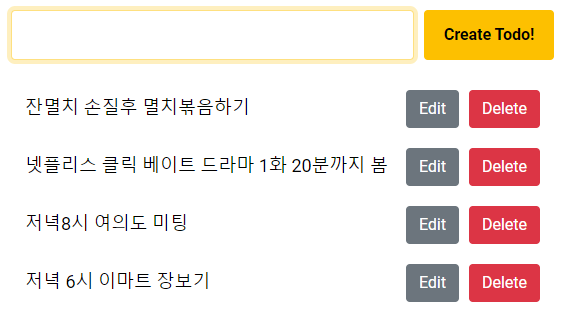 Create Todo!
잔멸치 손질후 멸치볶음하기 Edit Delete
넷플리스 클릭 베이트 드라마 1화 20분까지 봄 Edit Delete
저녁8시 여의도 미팅 Edit Delete
저녁 6시 이마트 장보기 Edit Delete